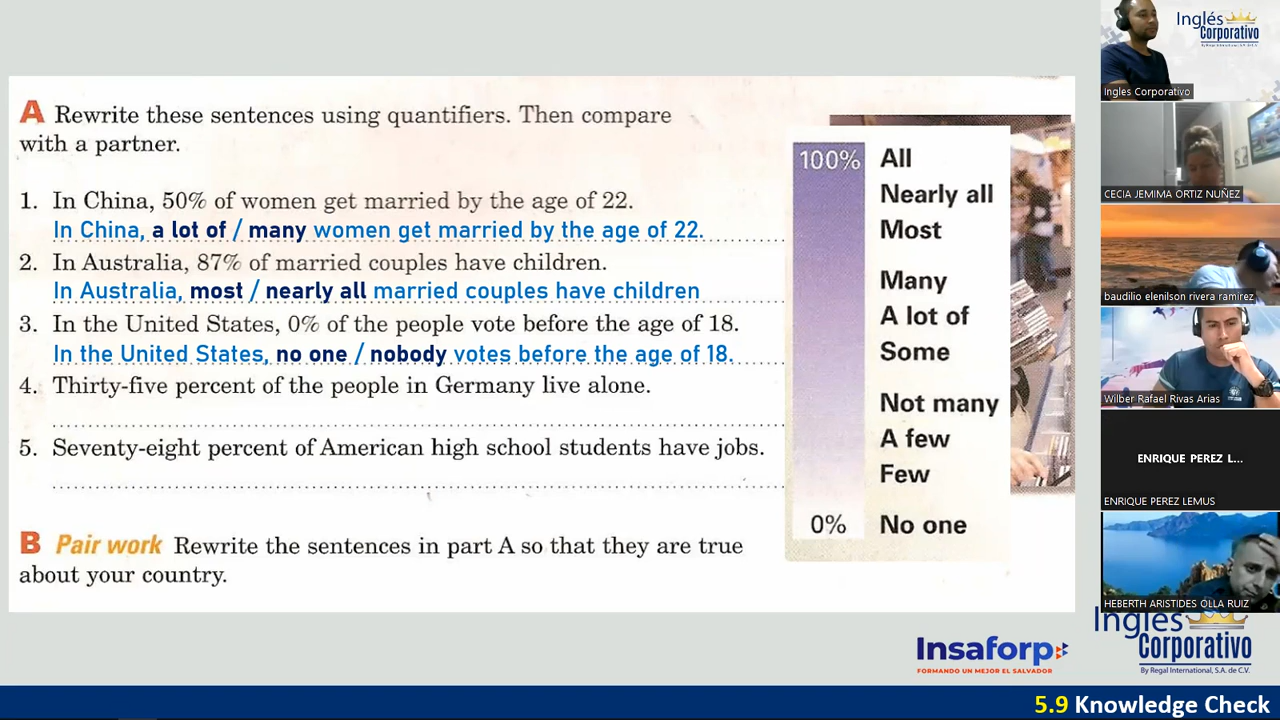 A Rewrite these sentences using quantifiers. Then compare
with a partner.
1. In China, 50% of women get married by the age of 22.
In China, a lot of / many women get married by the age of 22.
2. In Australia, 87% of married couples have children.
In Australia, most / nearly all married couples have children
3. In the United States, 0% of the people vote before the age of 18.
In the United States, no one / nobody votes before the age of 18.
4. Thirty-five percent of the people in Germany live alone.
5. Seventy-eight percent of American high school students have jobs.
B Pair work Rewrite the sentences in part A so that they are true
about your country.
100% All
Nearly all
Most
Many
A lot of
Some
Not many
A few
Few
0% No one
Inglés
Corporativo
By Regal International, S.A. de C.V.
Ingles Corporativo
CECIA JEMIMA ORTIZ NUÑEZ
baudilio elenilson rivera ramirez
Wilber Rafael Rivas Arias
ENRIQUE PEREZ L...
ENRIQUE PEREZ LEMUS
HEBERTH ARISTIDES OLLA RUIZ
Insaforp
FORMANDO UN MEJOR EL SALVADOR
Inglés
Corporativo
By Regal International, S.A. de C.V.
5.9 Knowledge Check